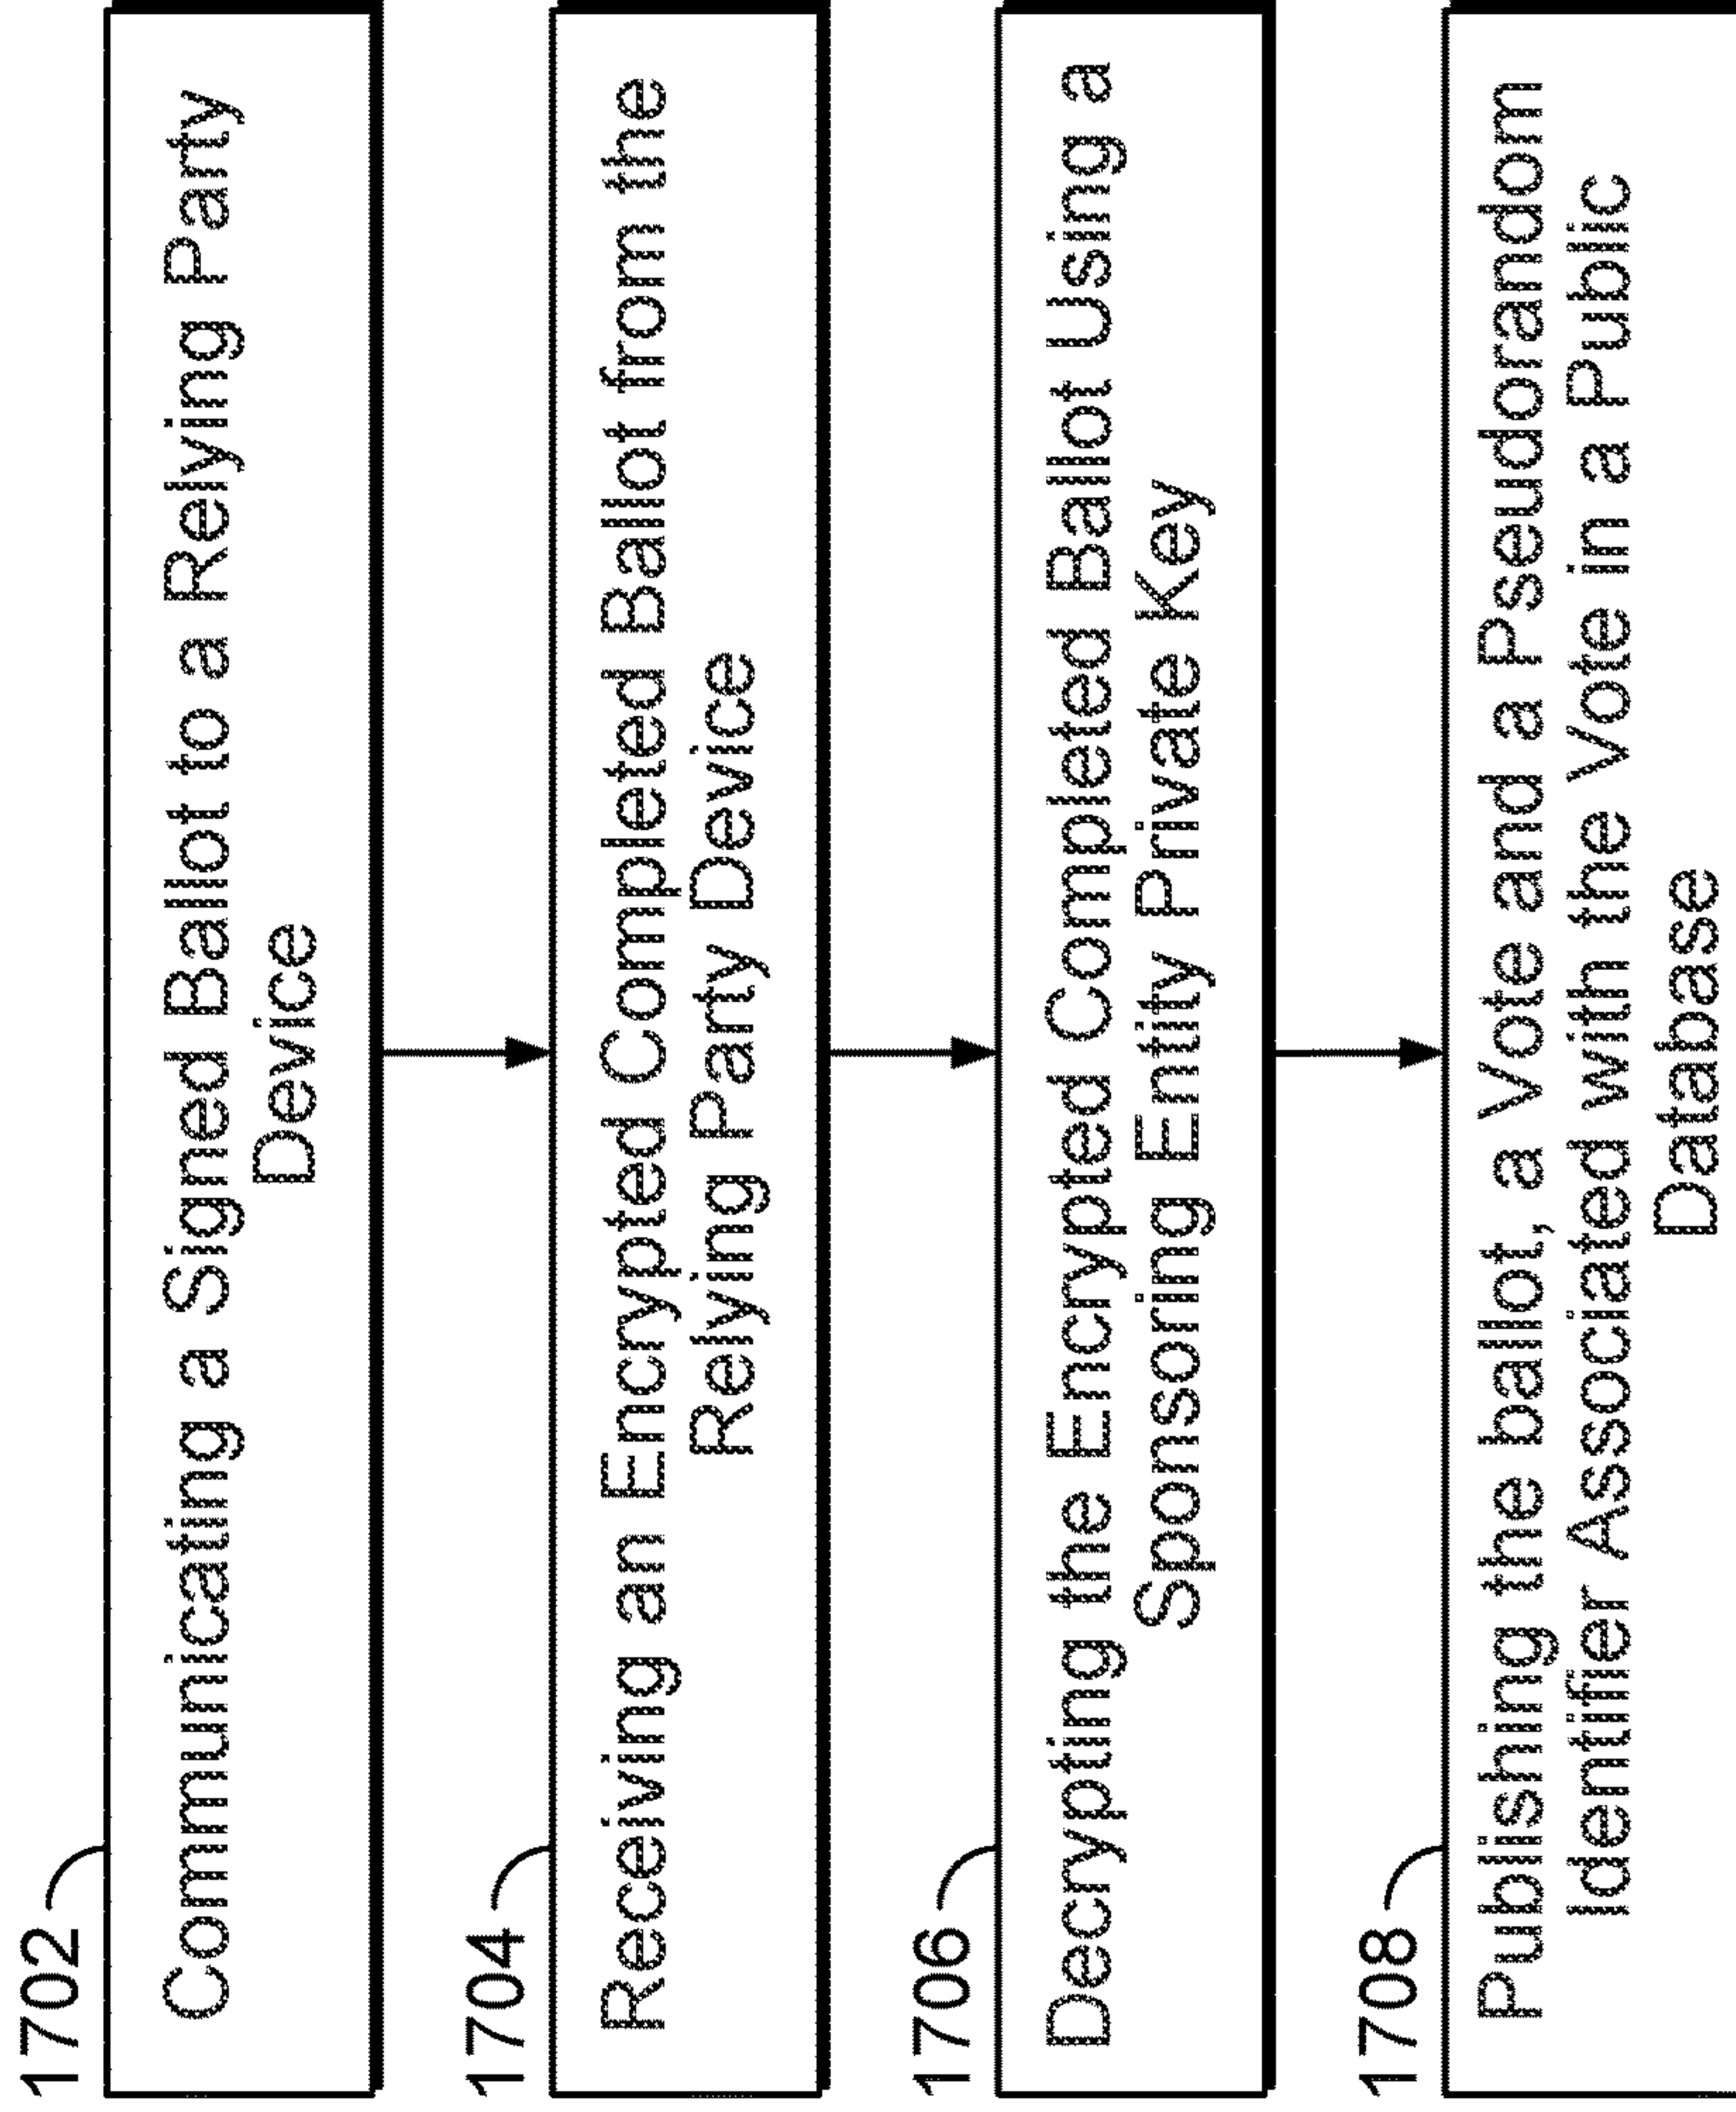 1702
Communicating a Signed Ballot to a Relying Party
Device
1704
Receiving an Encrypted Completed Ballot from the
Relying Party Device
1706
Decrypting the Encrypted Completed Ballot Using a
Sponsoring Entity Private Key
1708
Publishing the ballot, a Vote and a Pseudorandom
Identifier Associated with the Vote in a Public
Database